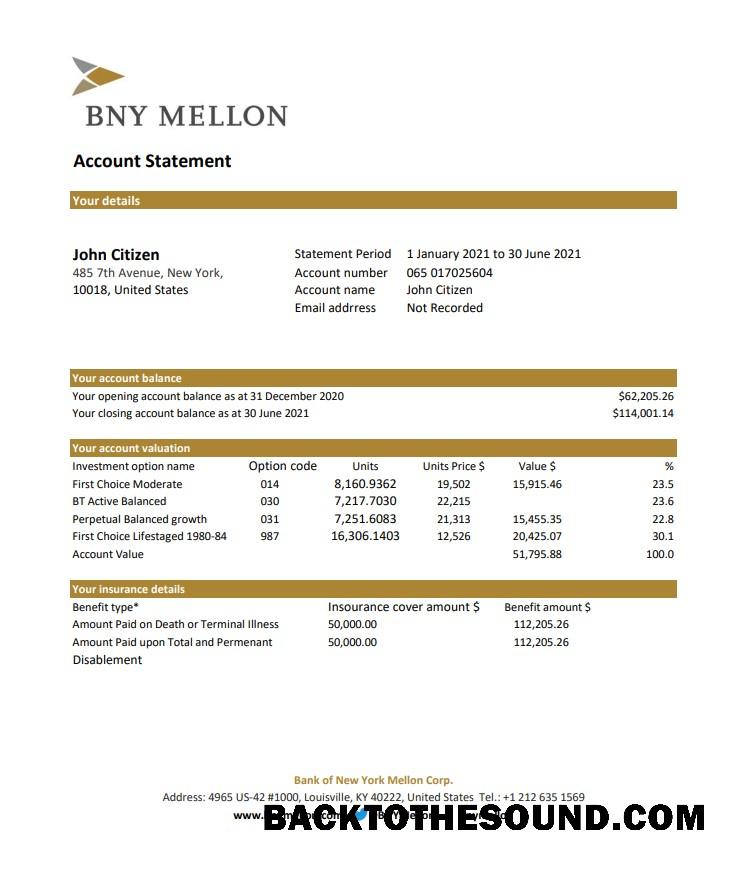 BNY MELLON
Account Statement
Your details
John Citizen
485 7th Avenue, New York,
10018, United States
Statement Period 1 January 2021 to 30 June 2021
Account number 065 017025604
Account name John Citizen
Email addrress Not Recorded
Your account balance
Your opening account balance as at 31 December 2020 $62,205.26
Your closing account balance as at 30 June 2021 $114,001.14
Your account valuation
Investment option name Option code Units Units Price $ Value $ %
First Choice Moderate 014 8,160.9362 19,502 15,915.46 23.5
BT Active Balanced 030 7,217.7030 22,215 23.6
Perpetual Balanced growth 031 7,251.6083 21,313 15,455.35 22.8
First Choice Lifestaged 1980-84 987 16,306.1403 12,526 20,425.07 30.1
Account Value 51,795.88 100.0
Your insurance details
Benefit type* Insourance cover amount $ Benefit amount $
Amount Paid on Death or Terminal Illness 50,000.00 112,205.26
Amount Paid upon Total and Permenant 50,000.00 112,205.26
Disablement
Bank of New York Mellon Corp.
Address: 4965 US-42 #1000, Louisville, KY 40222, United States Tel.: +1 212 635 1569
BACKTOTHESOUND.COM